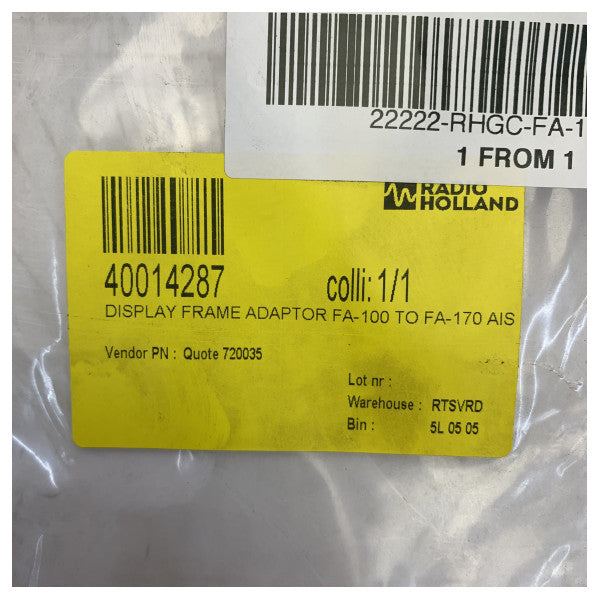 22222-RHGC-FA-1
1 FROM 1
RADIO
HOLLAND
40014287 colli: 1/1
DISPLAY FRAME ADAPTOR FA-100 TO FA-170 AIS
Vendor PN : Quote 720035
Lot nr :
Warehouse : RTSVRD
Bin : 5L 05 05